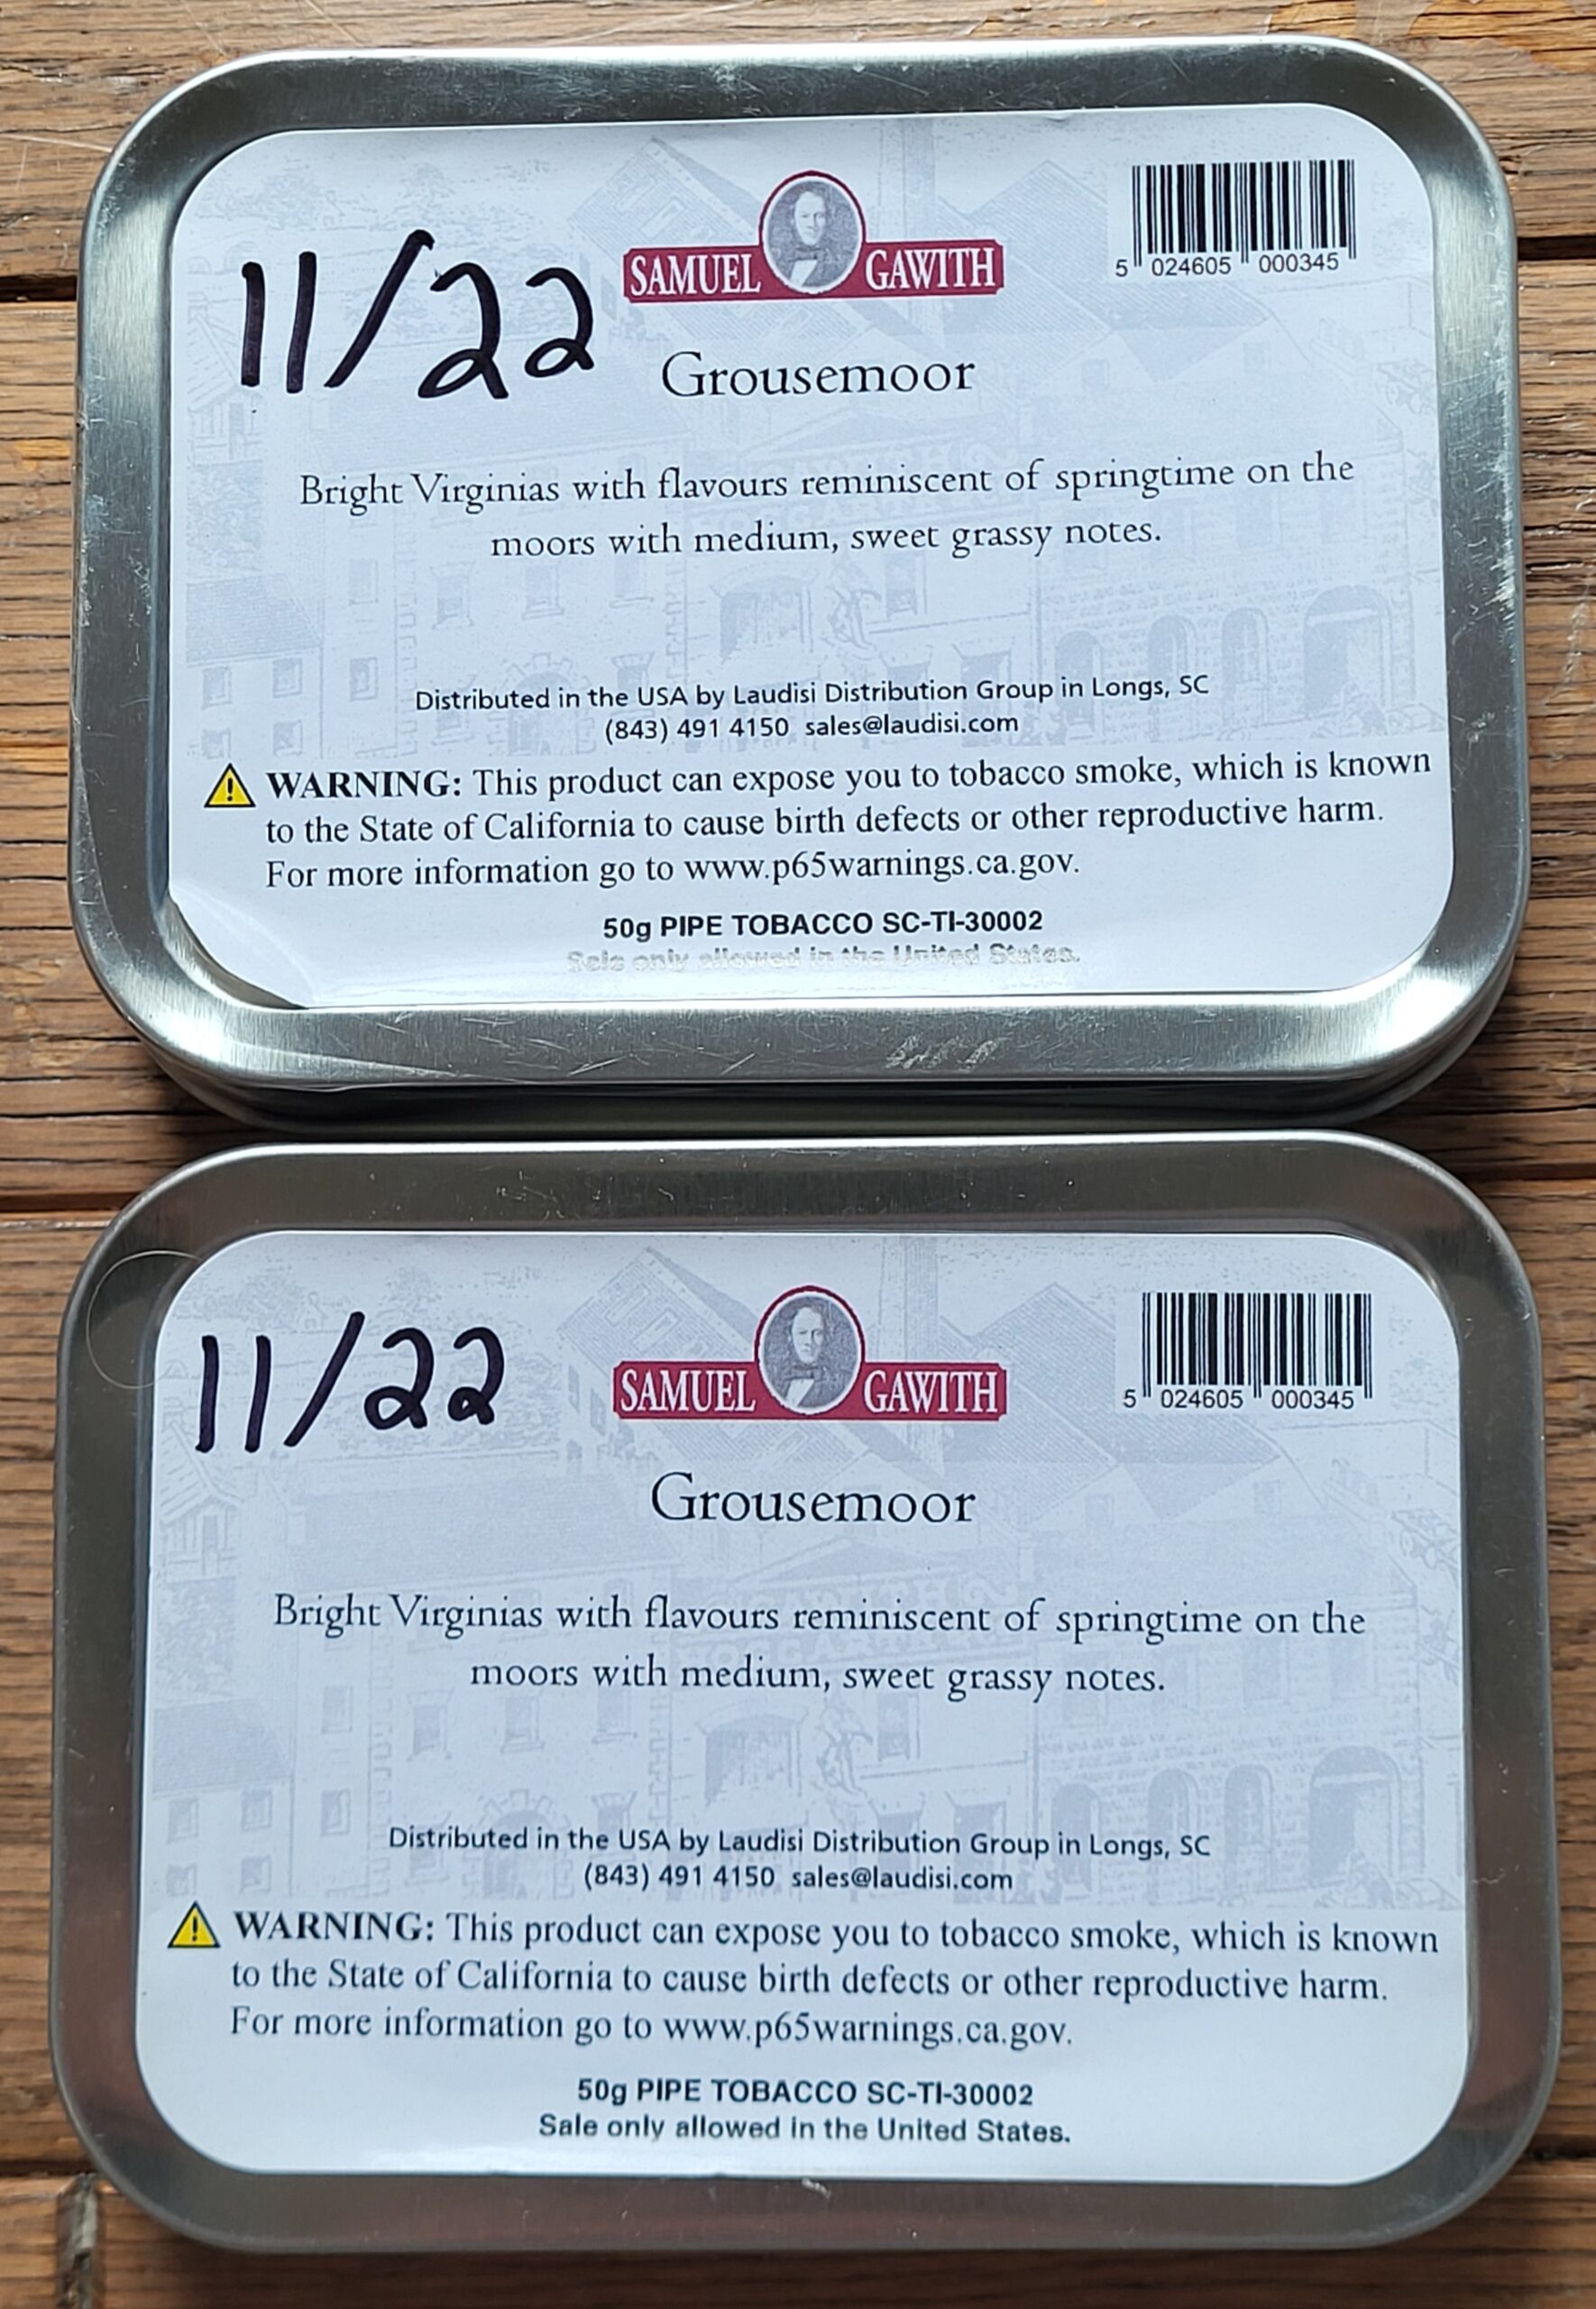 11/22
SAMUEL GAWITH
5 024605 000345
Grousemoor
Bright Virginias with flavours reminiscent of springtime on the
moors with medium, sweet grassy notes.
Distributed in the USA by Laudisi Distribution Group in Longs, SC
(843) 491 4150 sales@laudisi.com
WARNING: This product can expose you to tobacco smoke, which is known
to the State of California to cause birth defects or other reproductive harm.
For more information go to www.p65warnings.ca.gov.
50g PIPE TOBACCO SC-TI-30002
Sale only allowed in the United States.
11/22
SAMUEL GAWITH
5 024605 000345
Grousemoor
Bright Virginias with flavours reminiscent of springtime on the
moors with medium, sweet grassy notes.
Distributed in the USA by Laudisi Distribution Group in Longs, SC
(843) 491 4150 sales@laudisi.com
WARNING: This product can expose you to tobacco smoke, which is known
to the State of California to cause birth defects or other reproductive harm.
For more information go to www.p65warnings.ca.gov.
50g PIPE TOBACCO SC-TI-30002
Sale only allowed in the United States.